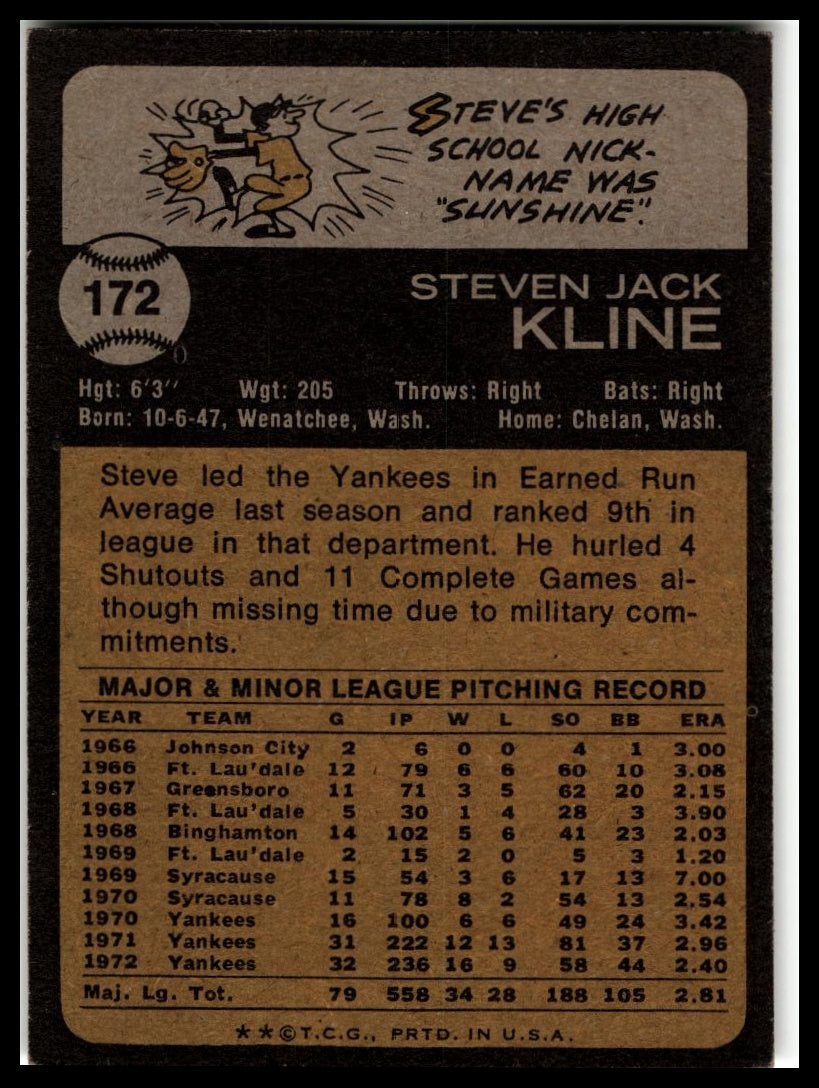 STEVE'S HIGH
SCHOOL NICK-
NAME WAS
"SUNSHINE".
172
STEVEN JACK
KLINE
Hgt: 6'3" Wgt: 205 Throws: Right Bats: Right
Born: 10-6-47, Wenatchee, Wash. Home: Chelan, Wash.
Steve led the Yankees in Earned Run
Average last season and ranked 9th in
league in that department. He hurled 4
Shutouts and 11 Complete Games al-
though missing time due to military com-
mitments.
MAJOR & MINOR LEAGUE PITCHING RECORD
YEAR TEAM G IP W L SO BB ERA
1966 Johnson City 2 6 0 0 4 1 3.00
1966 Ft. Lau'dale 12 79 6 6 60 10 3.08
1967 Greensboro 11 71 3 5 62 20 2.15
1968 Ft. Lau'dale 5 30 1 4 28 3 3.90
1968 Binghamton 14 102 5 6 41 23 2.03
1969 Ft. Lau'dale 2 15 2 0 5 3 1.20
1969 Syracause 15 54 3 6 17 13 7.00
1970 Syracause 11 78 8 2 54 13 2.54
1970 Yankees 16 100 6 6 49 24 3.42
1971 Yankees 31 222 12 13 81 37 2.96
1972 Yankees 32 236 16 9 58 44 2.40
Maj. Lg. Tot. 79 558 34 28 188 105 2.81
**©T.C.G., PRTD. IN U.S.A.